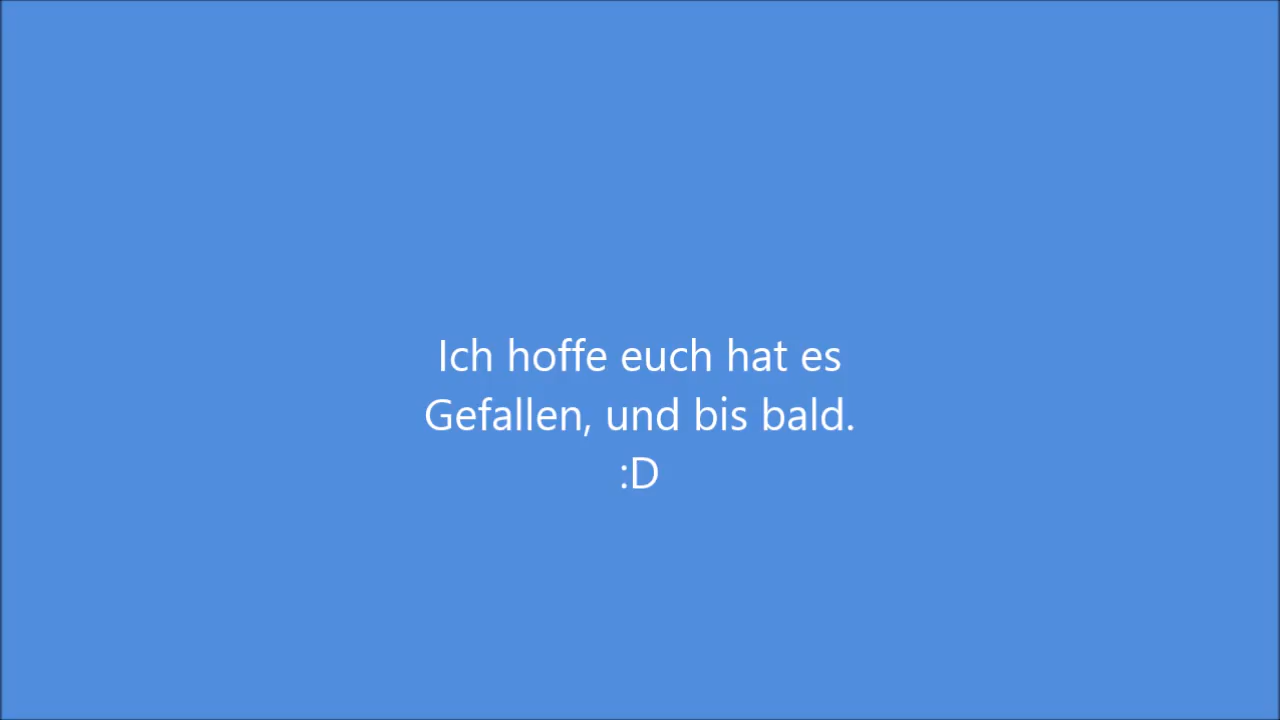 Ich hoffe euch hat es
Gefallen, und bis bald.
:D